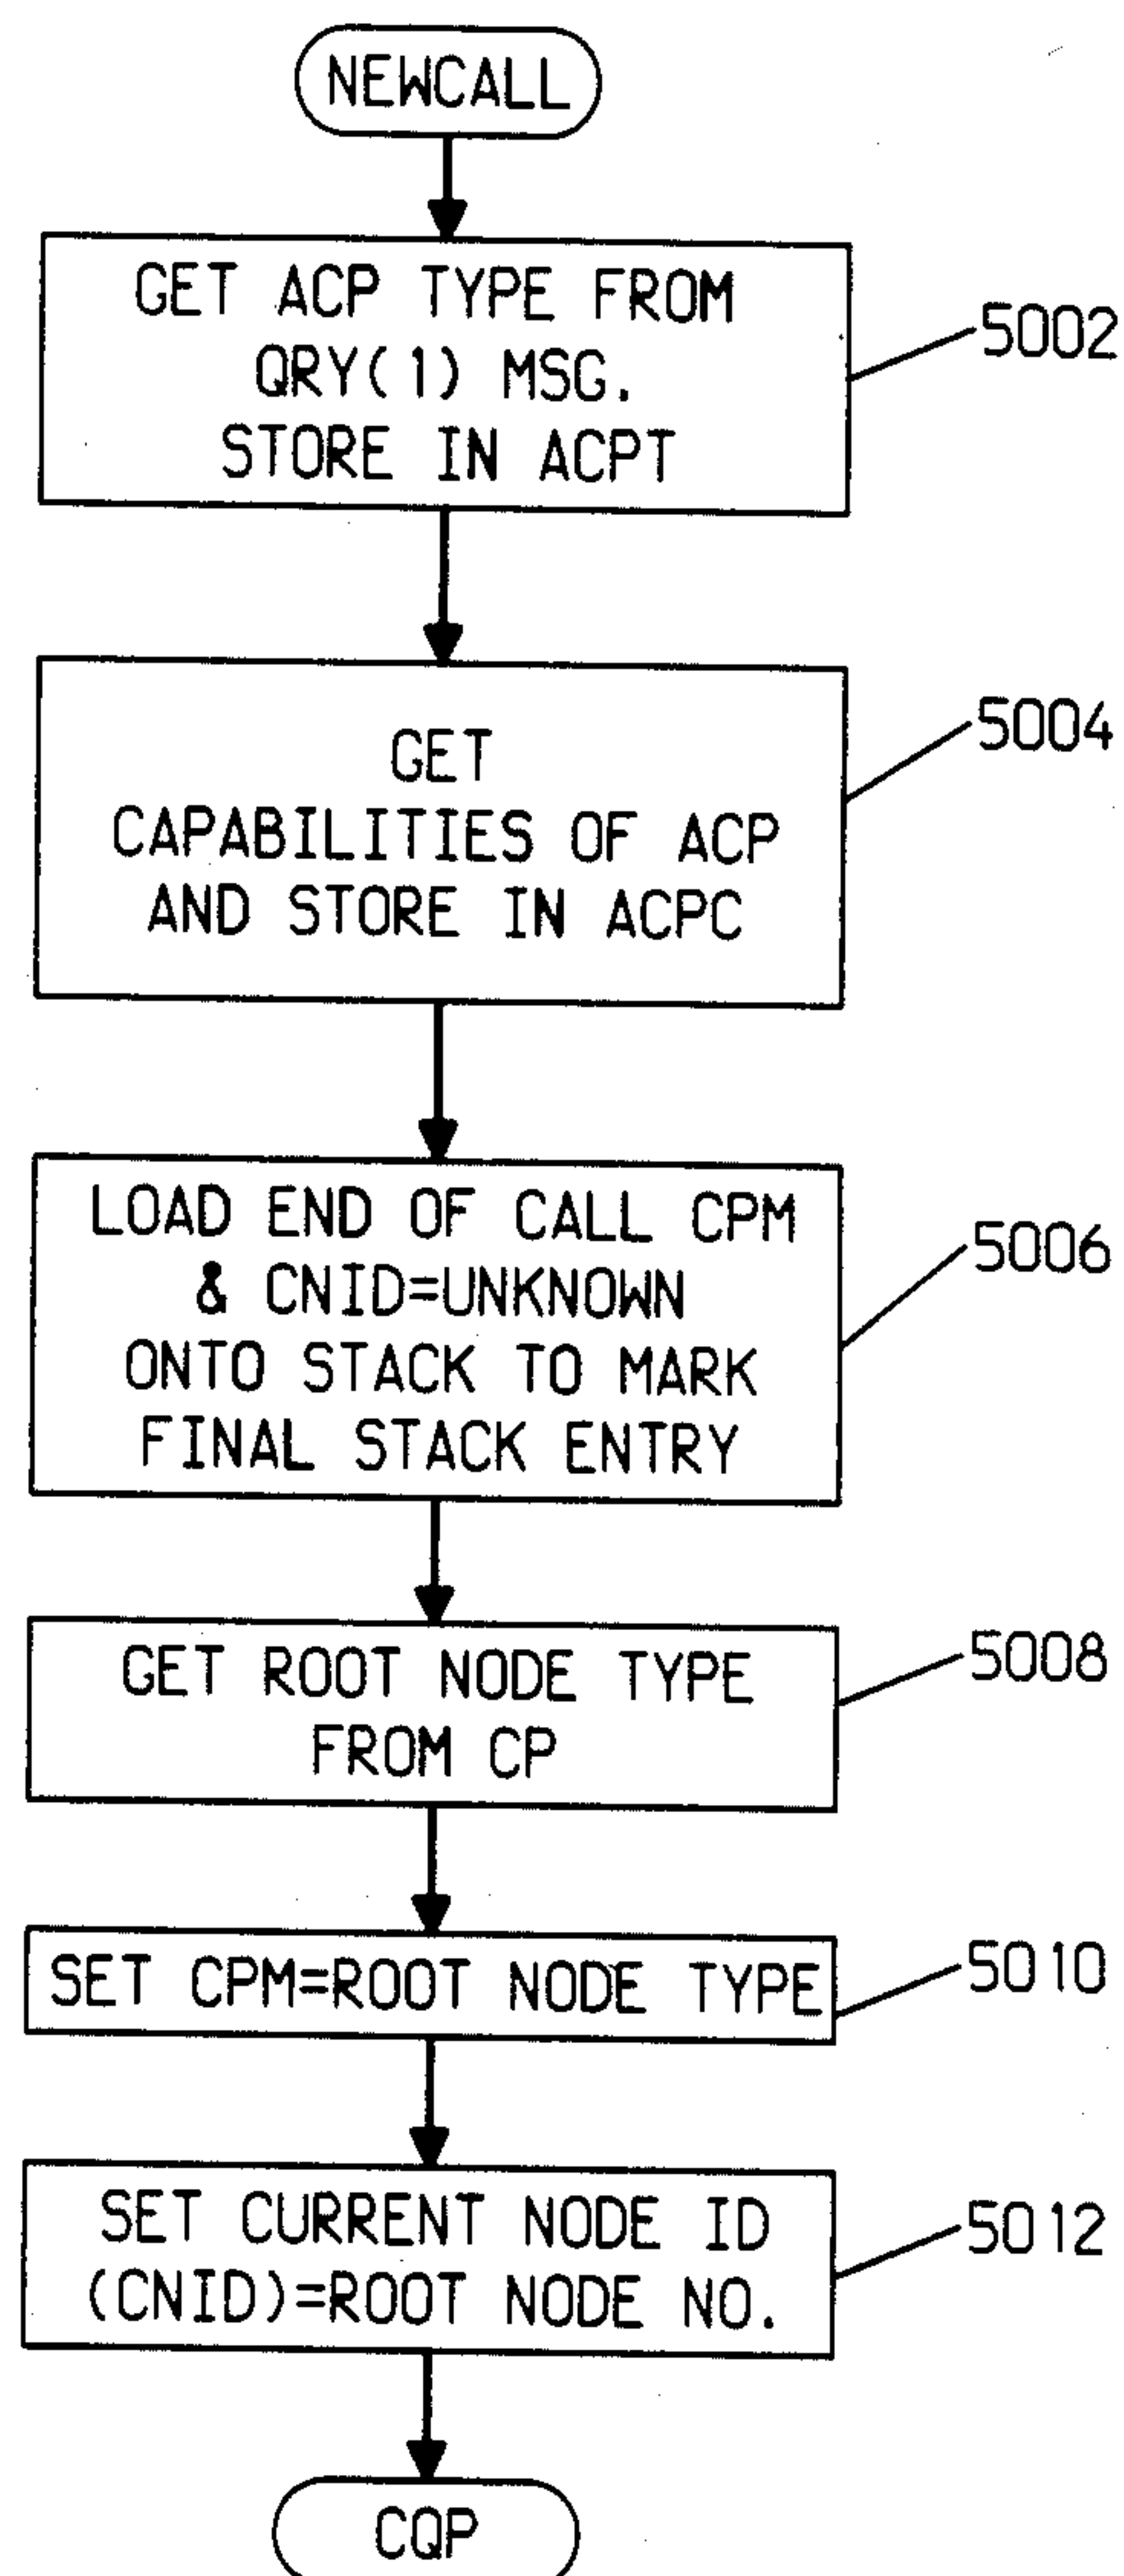 NEWCALL
GET ACP TYPE FROM
QRY(1) MSG.
STORE IN ACPT
5002
GET
CAPABILITIES OF ACP
AND STORE IN ACPC
5004
LOAD END OF CALL CPM
& CNID=UNKNOWN
ONTO STACK TO MARK
FINAL STACK ENTRY
5006
GET ROOT NODE TYPE
FROM CP
5008
SET CPM=ROOT NODE TYPE
5010
SET CURRENT NODE ID
(CNID)=ROOT NODE NO.
5012
CQP